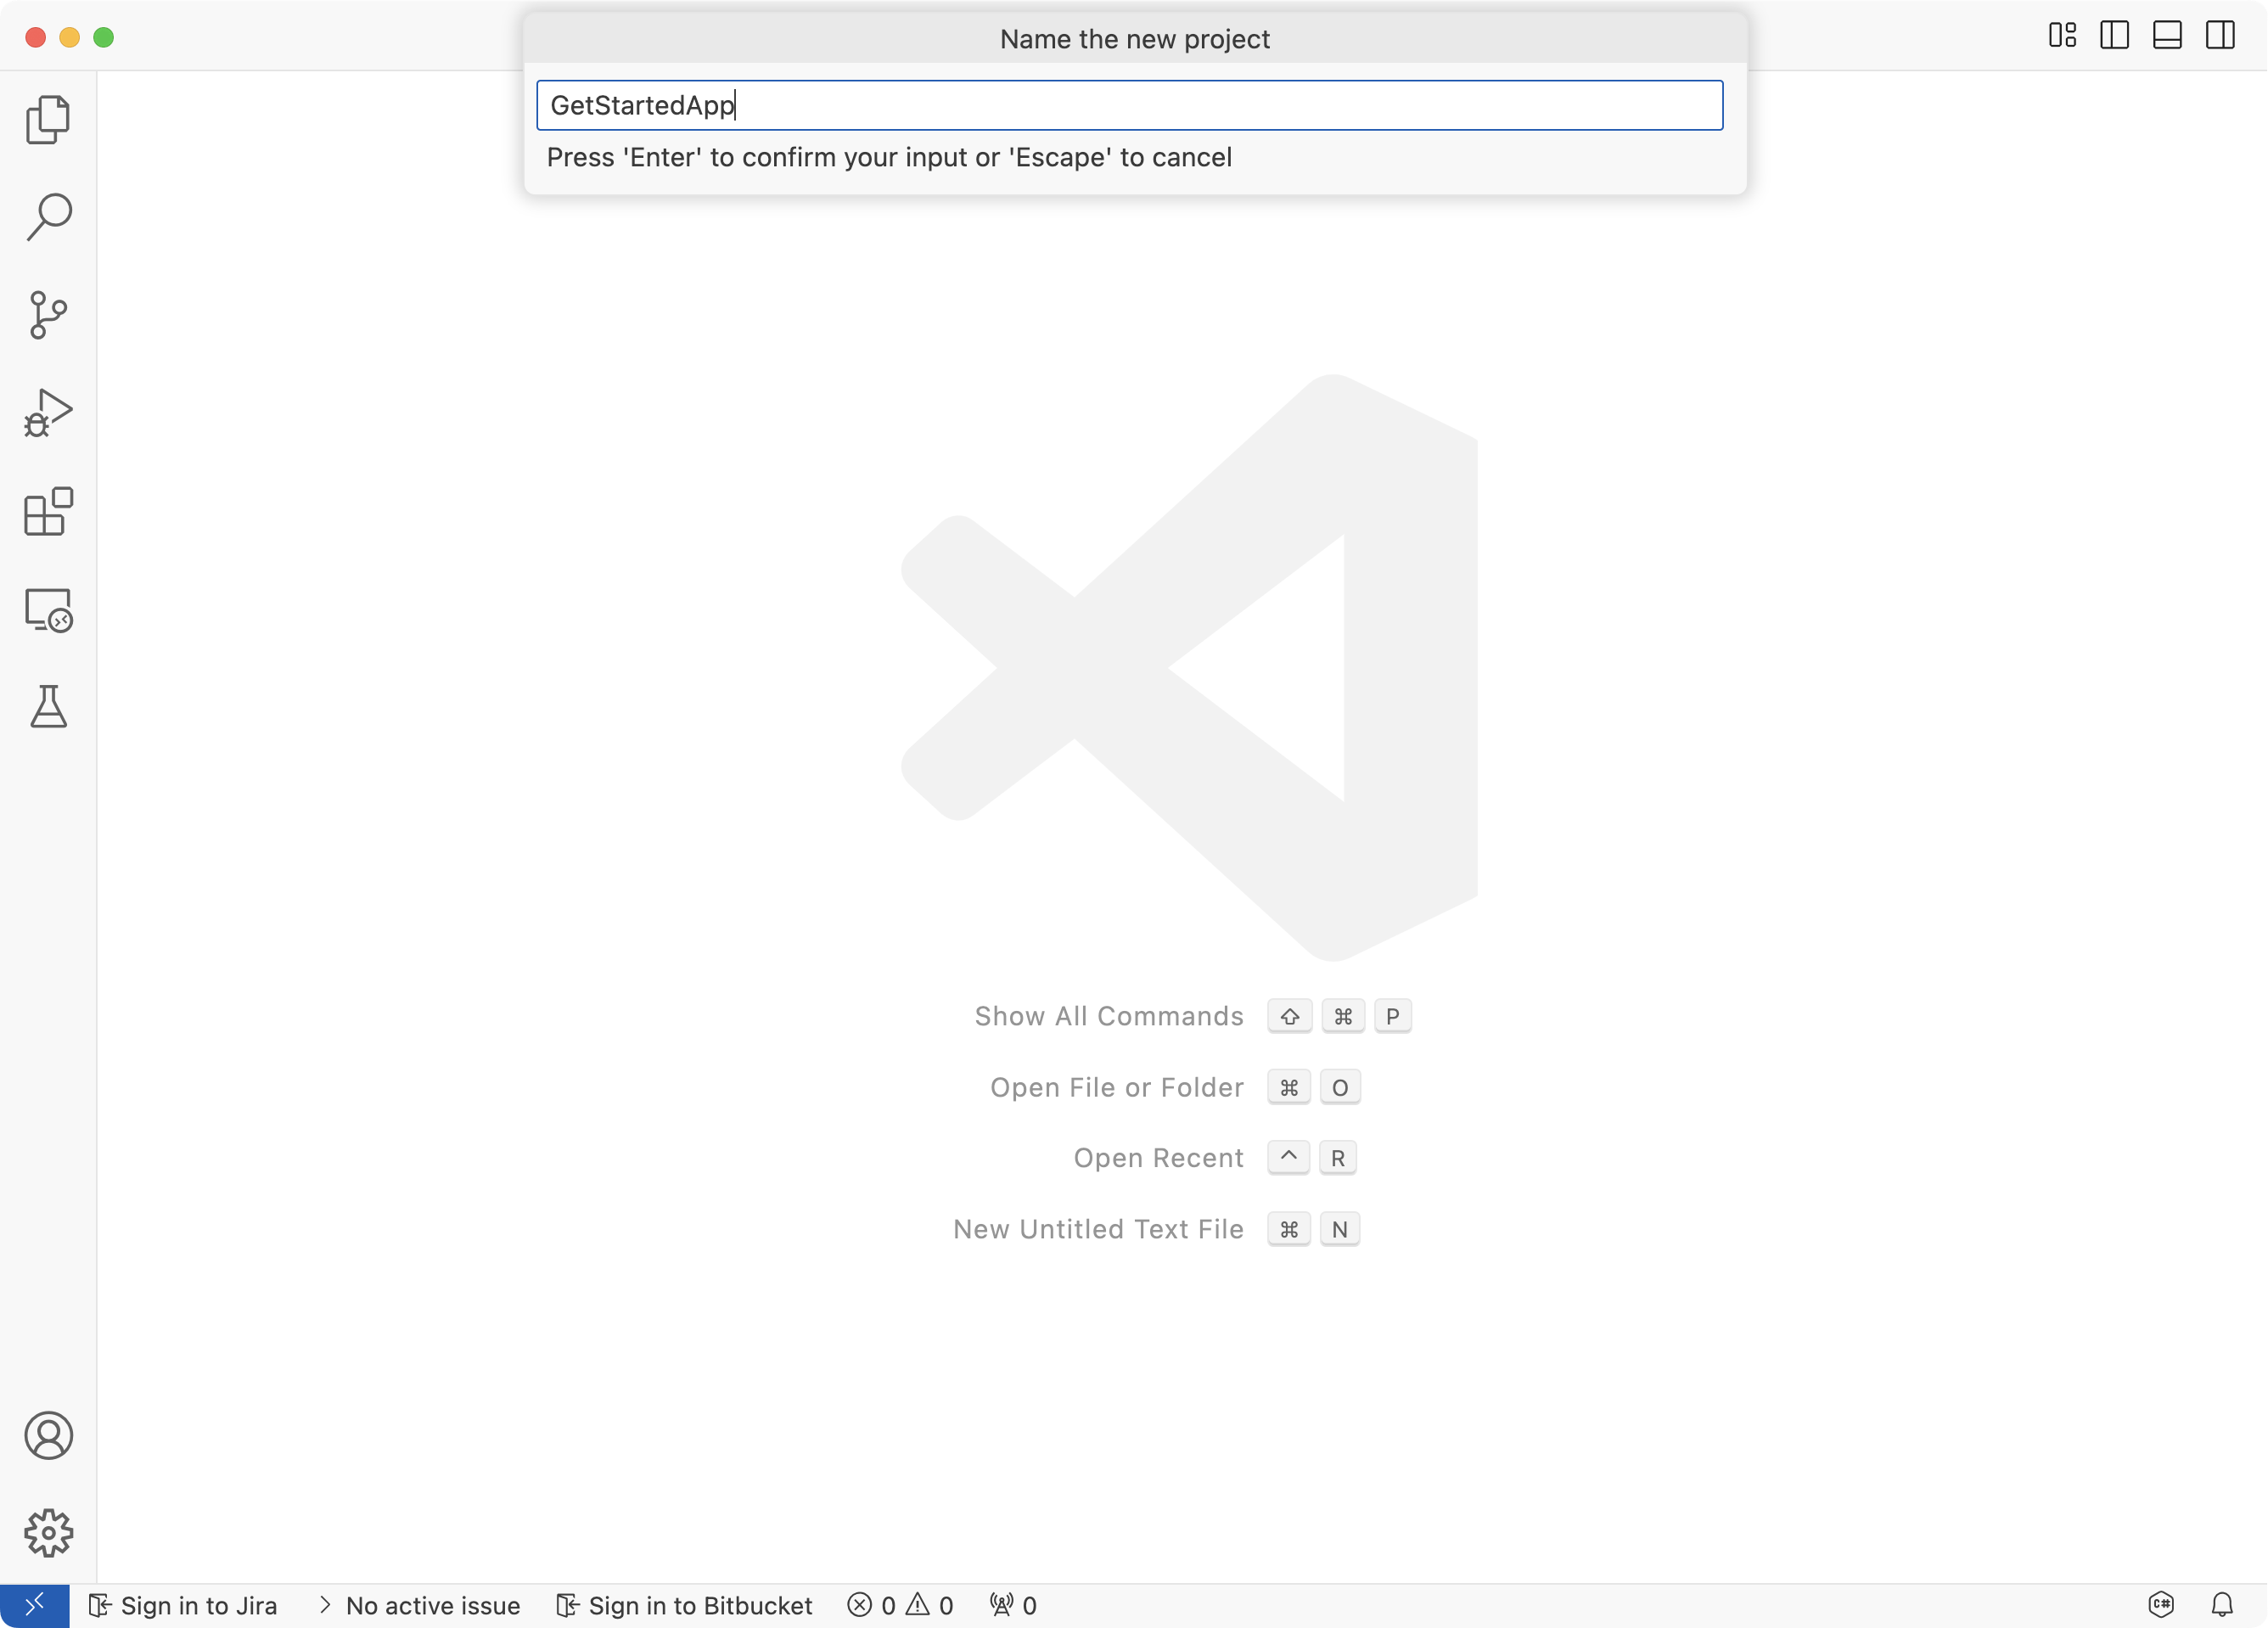 Name the new project
GetStartedApp
Press 'Enter' to confirm your input or 'Escape' to cancel
Show All Commands ⇧ ⌘ P
Open File or Folder ⌘ O
Open Recent ^ R
New Untitled Text File ⌘ N
Sign in to Jira > No active issue Sign in to Bitbucket 0 0 0 C#